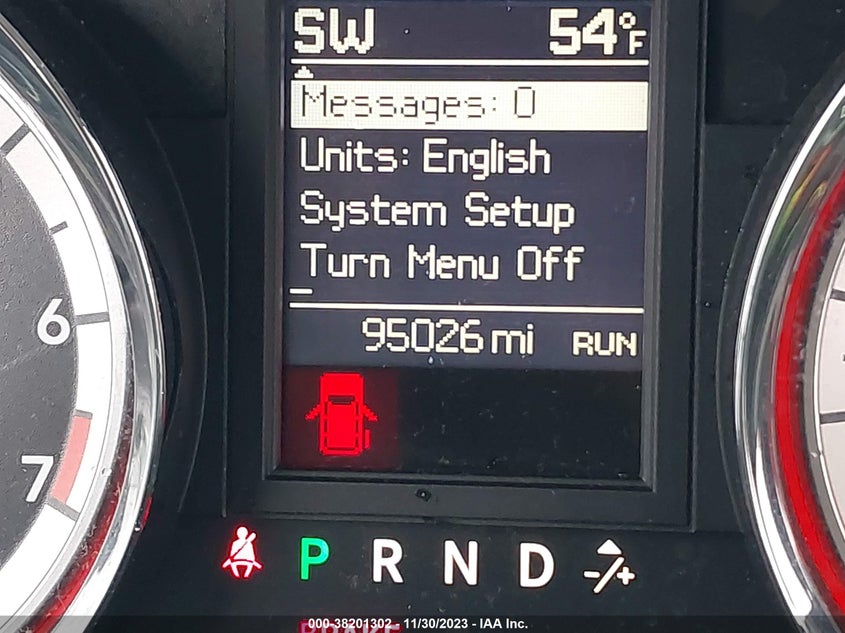 SW 54°F
Messages: 0
Units: English
System Setup
Turn Menu Off
95026 mi RUN
6
7
P R N D -/+
BRAKE
000-38201302 - 11/30/2023 - IAA Inc.